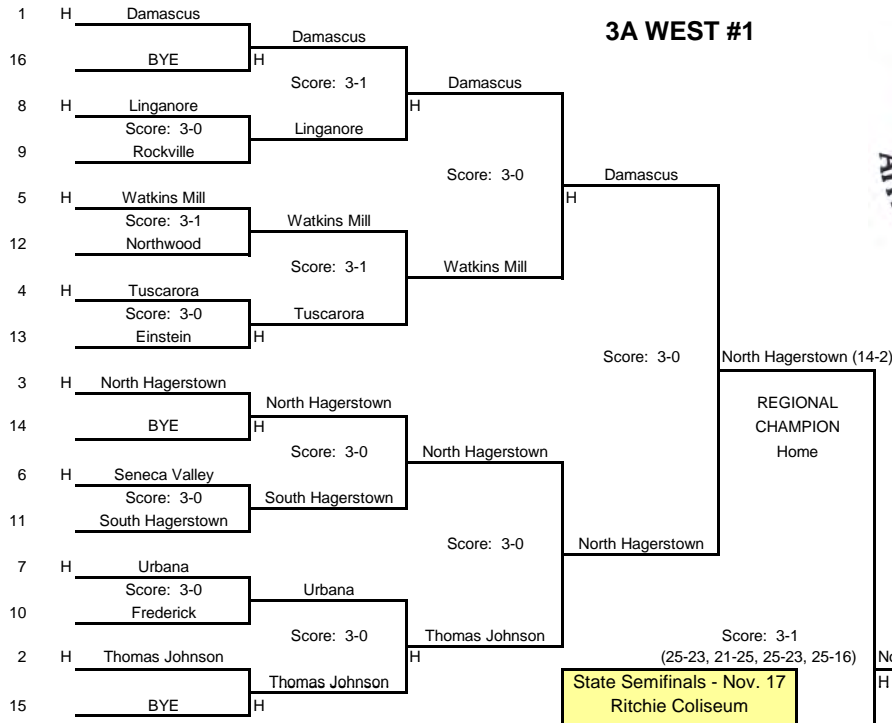 3A WEST #1
1 H Damascus
Damascus
16 BYE H
Score: 3-1 Damascus
8 H Linganore H
Score: 3-0 Linganore
9 Rockville
Score: 3-0 Damascus
5 H Watkins Mill H
Score: 3-1 Watkins Mill
12 Northwood
Score: 3-1 Watkins Mill
4 H Tuscarora
Score: 3-0 Tuscarora
13 Einstein H
Score: 3-0 North Hagerstown (14-2)
3 H North Hagerstown
North Hagerstown REGIONAL
14 BYE H CHAMPION
Score: 3-0 North Hagerstown Home
6 H Seneca Valley
Score: 3-0 South Hagerstown
11 South Hagerstown
Score: 3-0 North Hagerstown
7 H Urbana
Score: 3-0 Urbana
10 Frederick
Score: 3-0 Thomas Johnson Score: 3-1
2 H Thomas Johnson H (25-23, 21-25, 25-23, 25-16)
Thomas Johnson State Semifinals - Nov. 17 H
15 BYE H Ritchie Coliseum